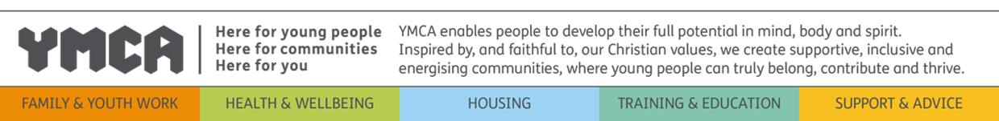 YMCA
Here for young people
Here for communities
Here for you
YMCA enables people to develop their full potential in mind, body and spirit.
Inspired by, and faithful to, our Christian values, we create supportive, inclusive and
energising communities, where young people can truly belong, contribute and thrive.
FAMILY & YOUTH WORK
HEALTH & WELLBEING
HOUSING
TRAINING & EDUCATION
SUPPORT & ADVICE